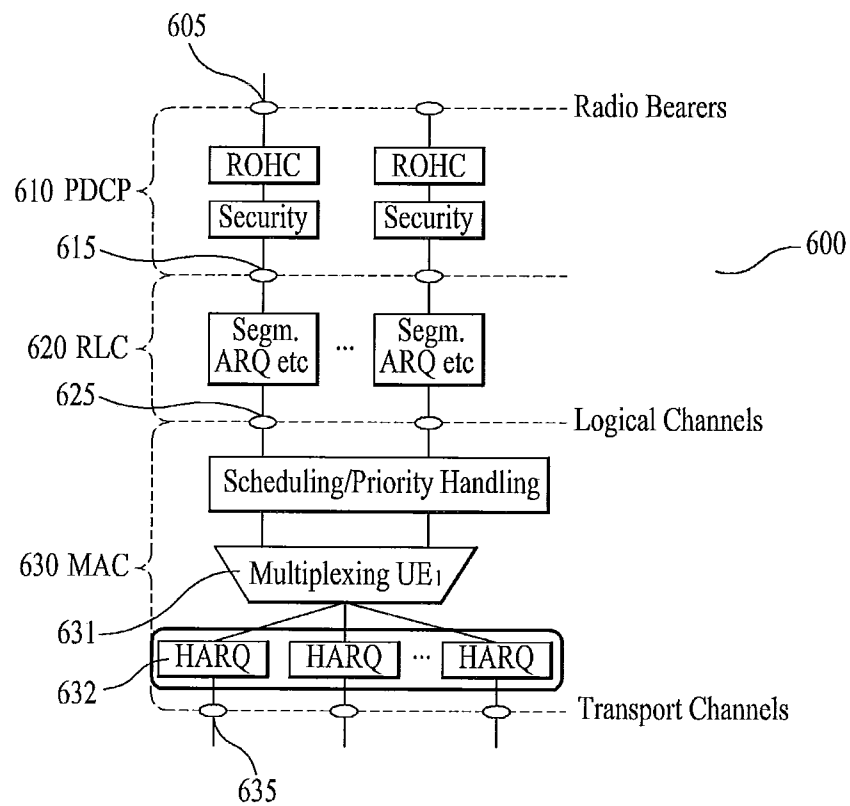 605
Radio Bearers
ROHC ROHC
610 PDCP
Security Security
615
600
Segm.
ARQ etc
...
Segm.
ARQ etc
620 RLC
625
Logical Channels
Scheduling/Priority Handling
630 MAC
Multiplexing UE1
631
HARQ HARQ ... HARQ
632
Transport Channels
635